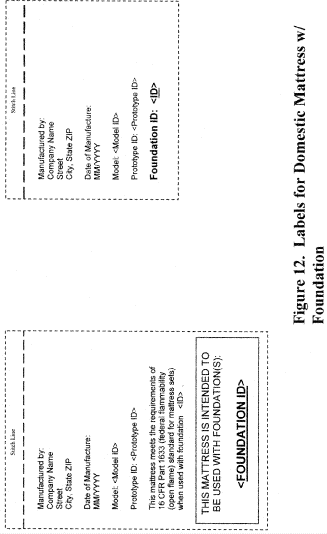 Stitch Line
Manufactured by:
Company Name
Street
City, State ZIP
Date of Manufacture:
MM/YYYY
Model: <Model ID>
Prototype ID: <Prototype ID>
This mattress meets the requirements of
16 CFR Part 1633 (federal flammability
(open flame) standard for mattress sets)
when used with foundation <ID>.
THIS MATTRESS IS INTENDED TO
BE USED WITH FOUNDATION(S):
<FOUNDATION ID>
Stitch Line
Manufactured by:
Company Name
Street
City, State ZIP
Date of Manufacture:
MM/YYYY
Model: <Model ID>
Prototype ID: <Prototype ID>
Foundation ID: <ID>
Figure 12. Labels for Domestic Mattress w/
Foundation